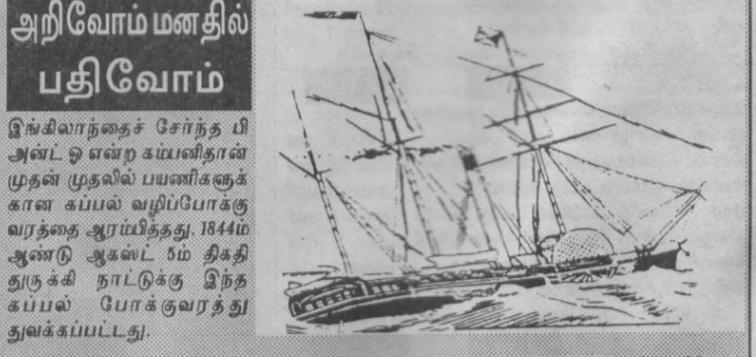 அறிவோம் மனதில்
பதிவோம்
இங்கிலாந்தைச் சேர்ந்த பி
அன்ட் ஓ என்ற கம்பனிதான்
முதன் முதலில் பயணிகளுக்
கான கப்பல் வழிப்போக்கு
வரத்தை ஆரம்பித்தது. 1844ம்
ஆண்டு ஆகஸ்ட் 5ம் திகதி
துருக்கி நாட்டுக்கு இந்த
கப்பல் போக்குவரத்து
துவக்கப்பட்டது.